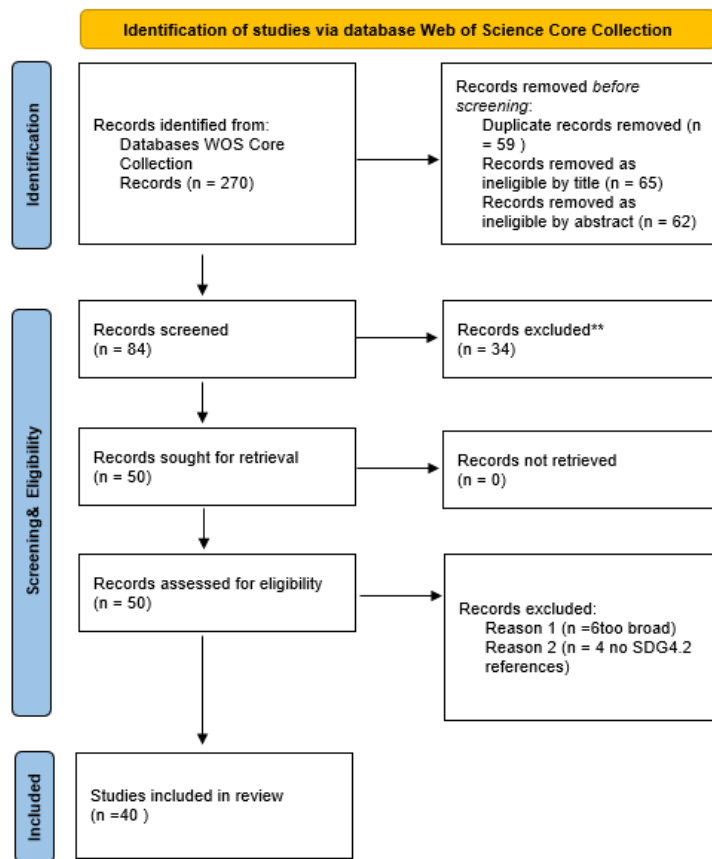 Identification of studies via database Web of Science Core Collection
Identification
Records identified from:
Databases WOS Core
Collection
Records (n = 270)
Records removed before
screening:
Duplicate records removed (n
= 59 )
Records removed as
ineligible by title (n = 65)
Records removed as
ineligible by abstract (n = 62)
Screening& Eligibility
Records screened
(n = 84)
Records excluded**
(n = 34)
Records sought for retrieval
(n = 50)
Records not retrieved
(n = 0)
Records assessed for eligibility
(n = 50)
Records excluded:
Reason 1 (n =6too broad)
Reason 2 (n = 4 no SDG4.2
references)
Included
Studies included in review
(n =40 )